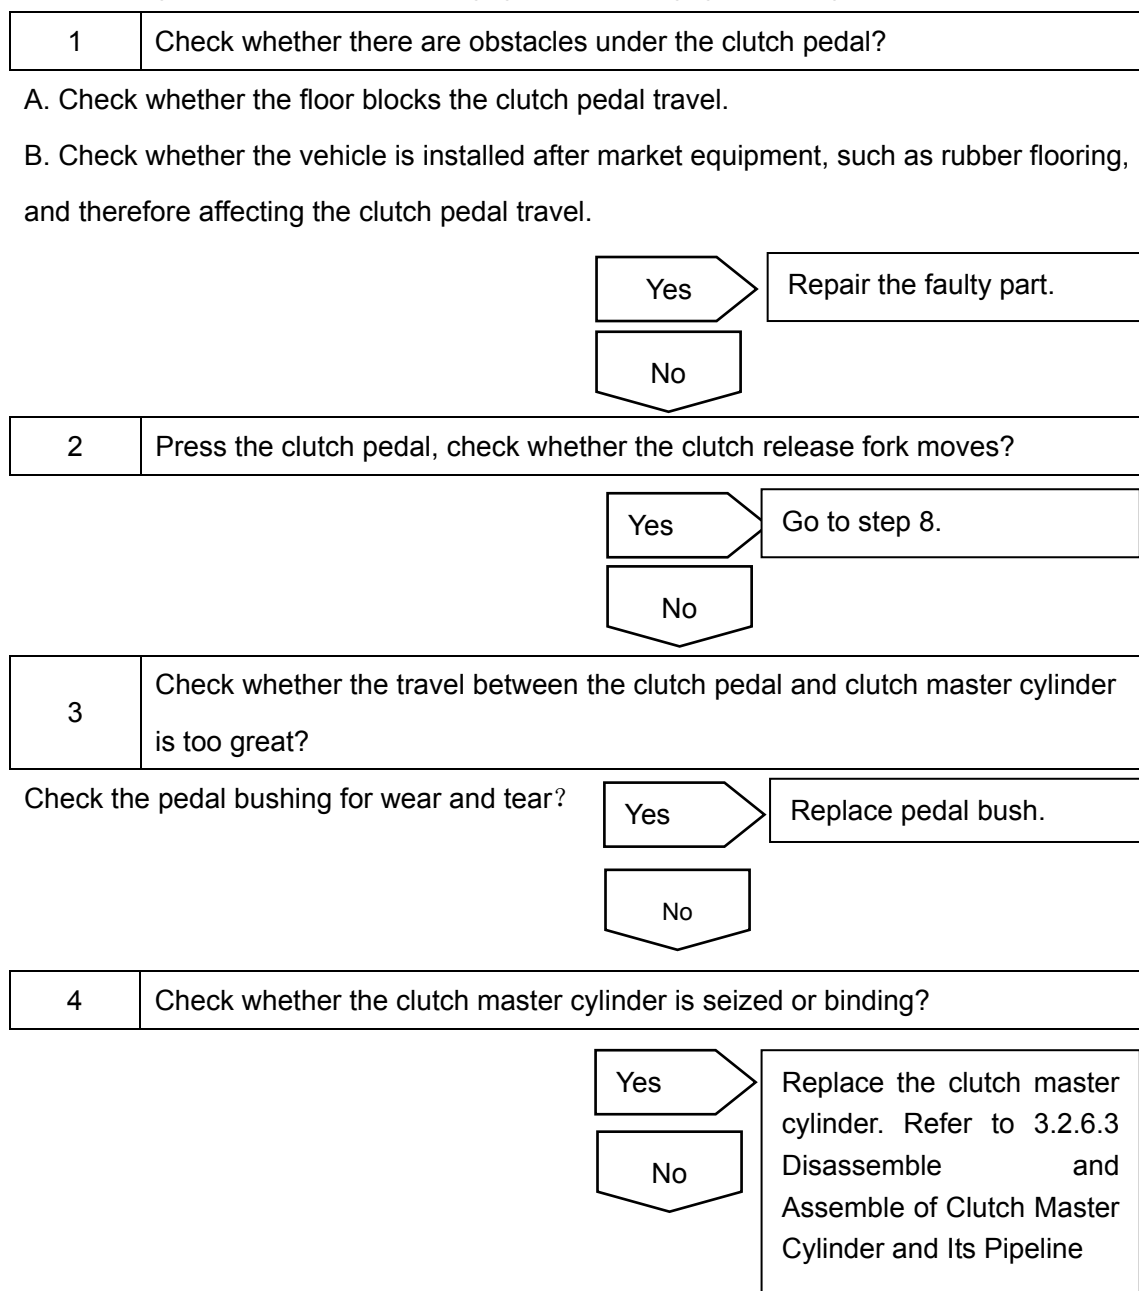 1 Check whether there are obstacles under the clutch pedal?
A. Check whether the floor blocks the clutch pedal travel.
B. Check whether the vehicle is installed after market equipment, such as rubber flooring,
and therefore affecting the clutch pedal travel.
Yes Repair the faulty part.
No
2 Press the clutch pedal, check whether the clutch release fork moves?
Yes Go to step 8.
No
3 Check whether the travel between the clutch pedal and clutch master cylinder
is too great?
Check the pedal bushing for wear and tear?
Yes Replace pedal bush.
No
4 Check whether the clutch master cylinder is seized or binding?
Yes Replace the clutch master
cylinder. Refer to 3.2.6.3
Disassemble and
Assemble of Clutch Master
Cylinder and Its Pipeline
No